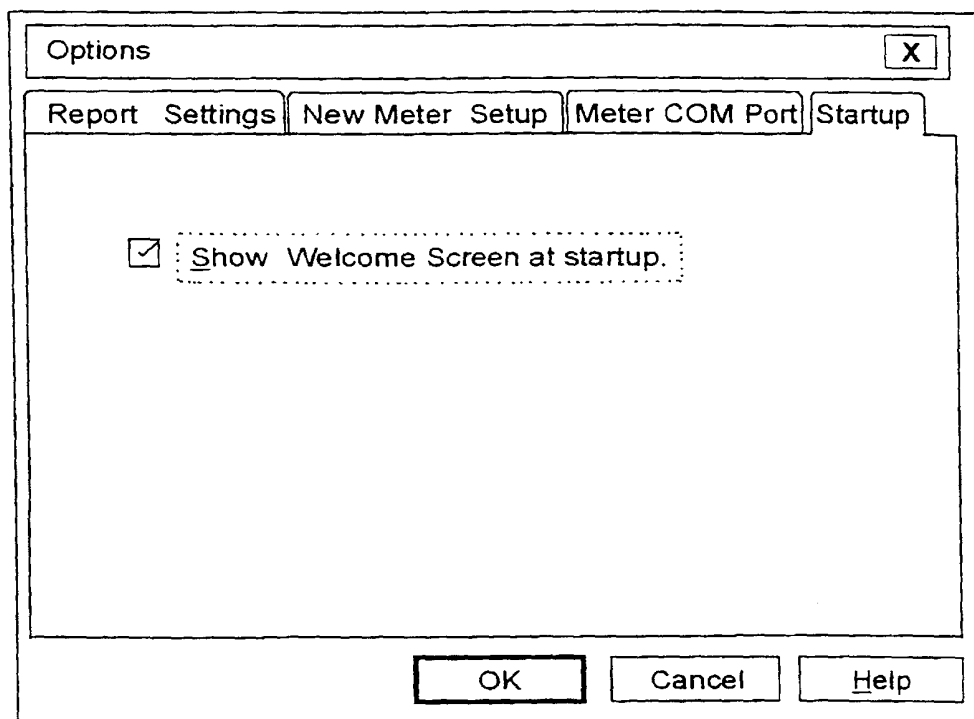 Options X
Report Settings New Meter Setup Meter COM Port Startup
Show Welcome Screen at startup.
OK Cancel Help